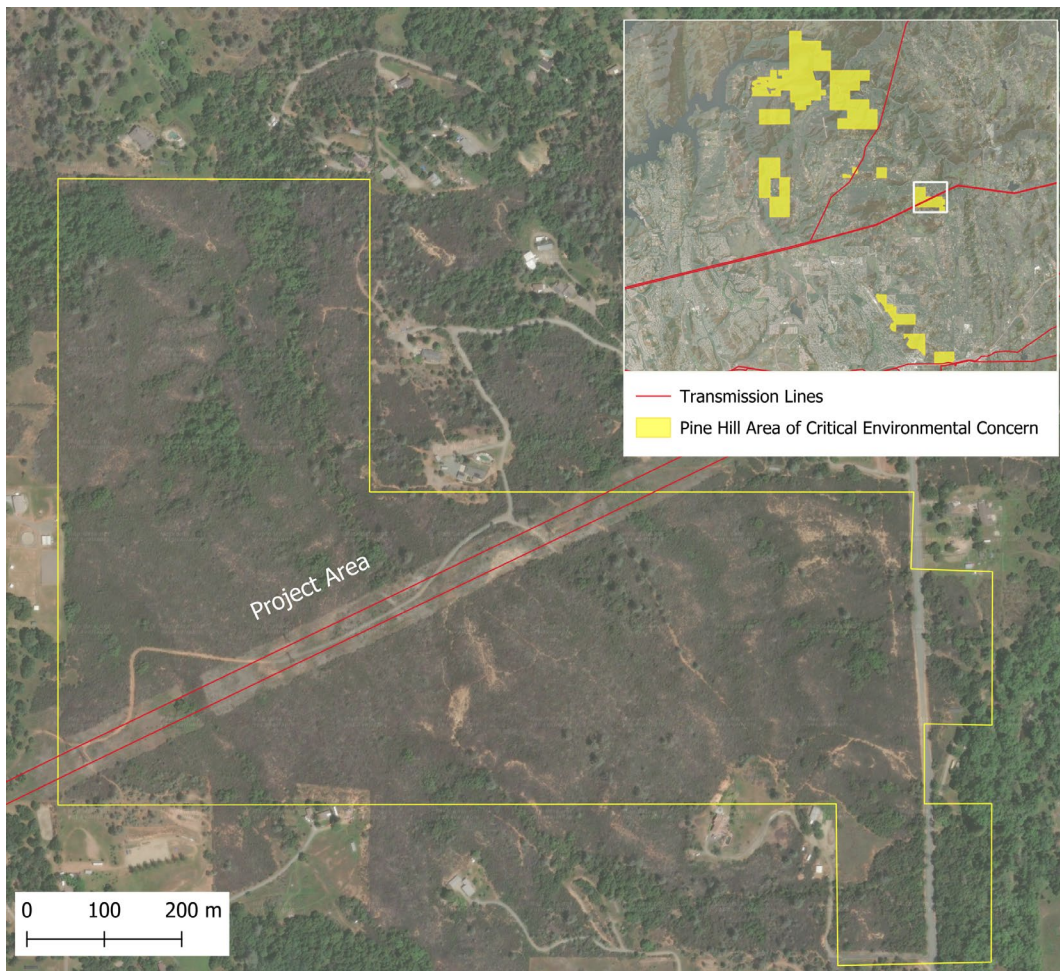 Transmission Lines
Pine Hill Area of Critical Environmental Concern
Project Area
0 100 200 m